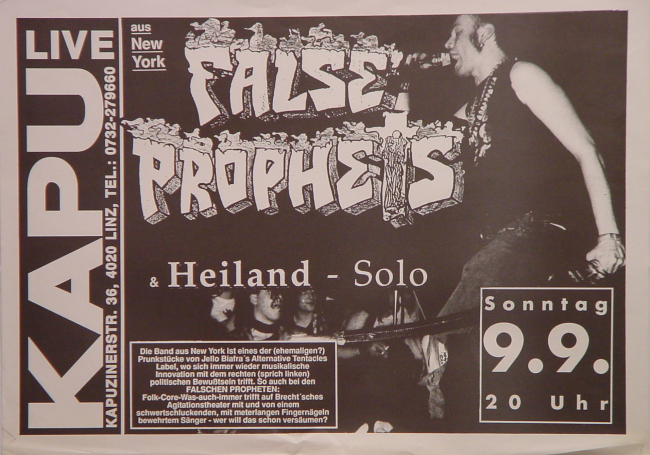 LIVE
KAPU
KAPUZINERSTR. 36, 4020 LINZ, TEL.: 0732-279660
aus
New
York
FALSE
PROPHETS
& Heiland - Solo
Die Band aus New York ist eines der (ehemaligen?)
Prunkstücke von Jello Biafra´s Alternative Tentacles
Label, wo sich immer wieder musikalische
Innovation mit dem rechten (sprich linken)
politischen Bewußtsein trifft. So auch bei den
FALSCHEN PROPHETEN:
Folk-Core-Was-auch-immer trifft auf Brecht´sches
Agitationstheater mit und von einem
schwertschluckenden, mit meterlangen Fingernägeln
bewehrtem Sänger - wer will das schon versäumen?
Sonntag
9.9.
20 Uhr